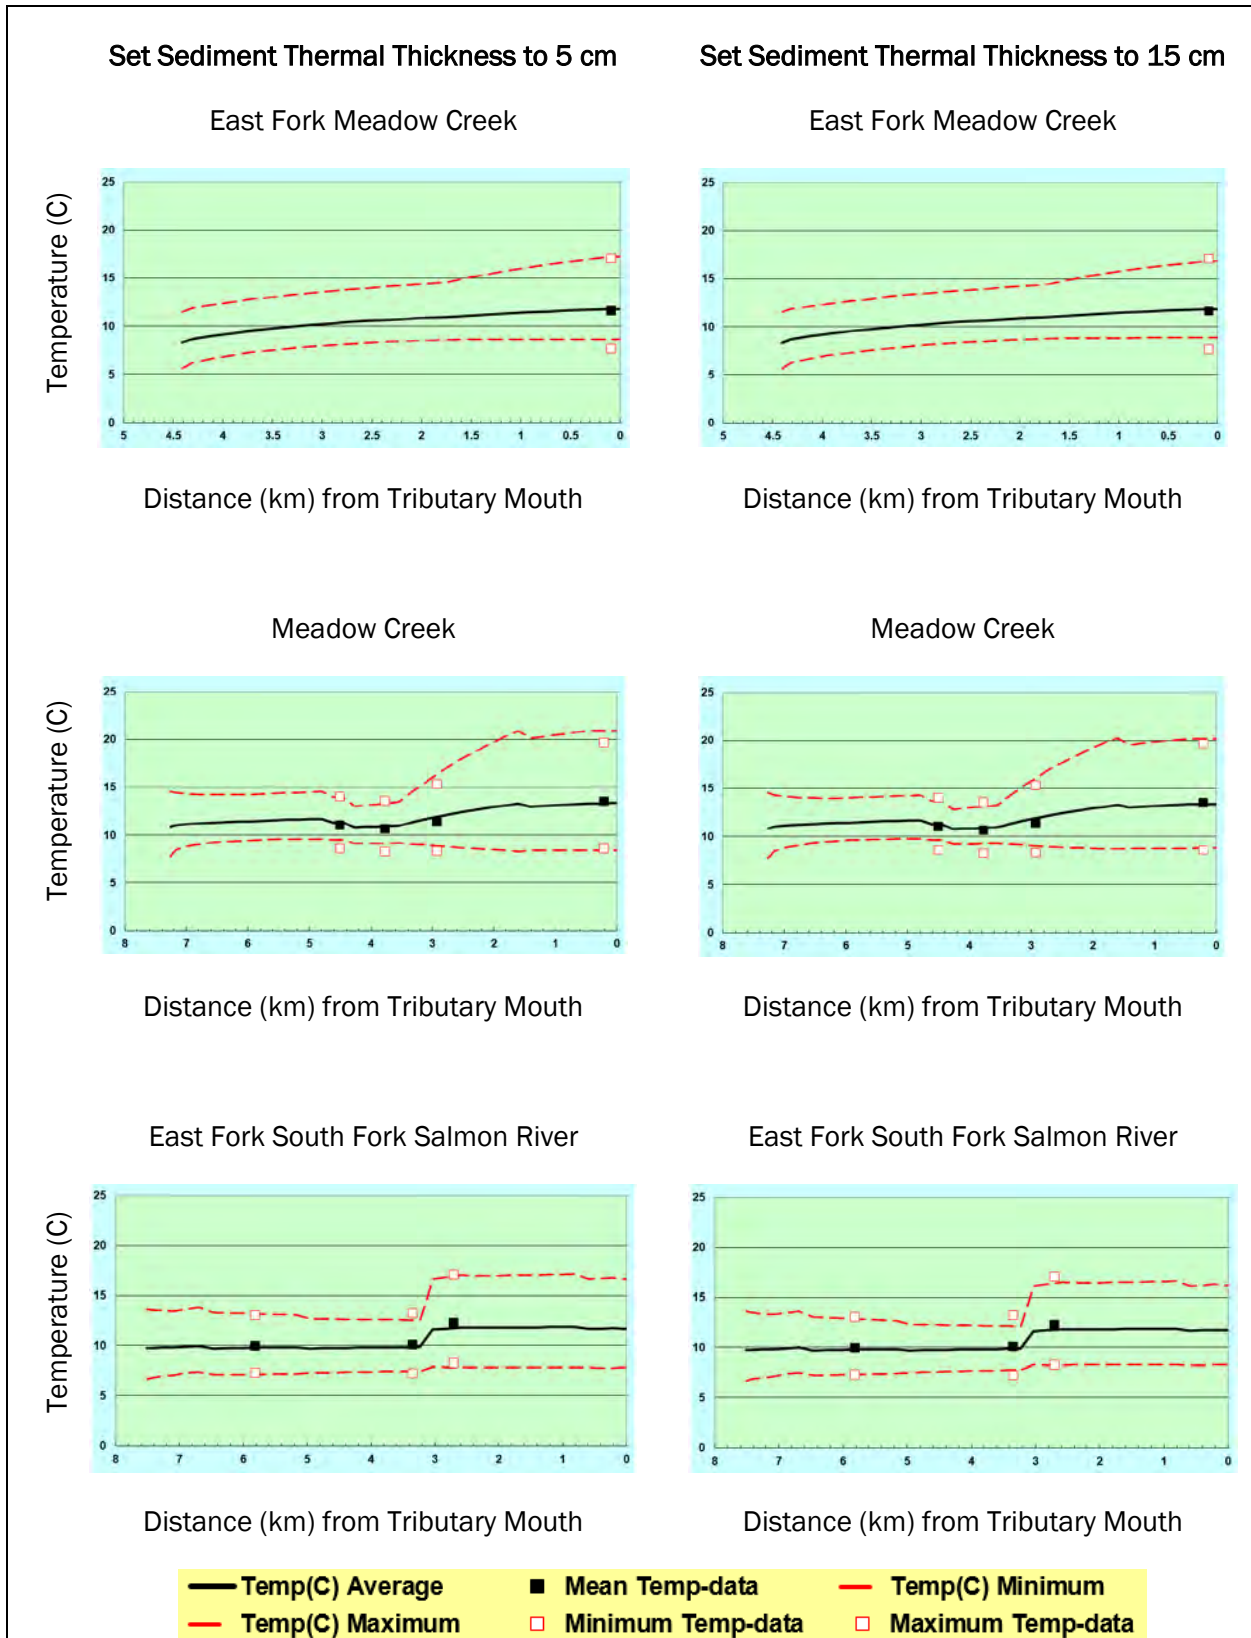 Set Sediment Thermal Thickness to 5 cm
Set Sediment Thermal Thickness to 15 cm
East Fork Meadow Creek
East Fork Meadow Creek
Temperature (C)
25
20
15
10
5
0
5 4.5 4 3.5 3 2.5 2 1.5 1 0.5 0
25
20
15
10
5
0
5 4.5 4 3.5 3 2.5 2 1.5 1 0.5 0
Distance (km) from Tributary Mouth
Distance (km) from Tributary Mouth
Meadow Creek
Meadow Creek
Temperature (C)
25
20
15
10
5
0
8 7 6 5 4 3 2 1 0
25
20
15
10
5
0
8 7 6 5 4 3 2 1 0
Distance (km) from Tributary Mouth
Distance (km) from Tributary Mouth
East Fork South Fork Salmon River
East Fork South Fork Salmon River
Temperature (C)
25
20
15
10
5
0
8 7 6 5 4 3 2 1 0
25
20
15
10
5
0
8 7 6 5 4 3 2 1 0
Distance (km) from Tributary Mouth
Distance (km) from Tributary Mouth
Temp(C) Average
Mean Temp-data
Temp(C) Minimum
Temp(C) Maximum
Minimum Temp-data
Maximum Temp-data